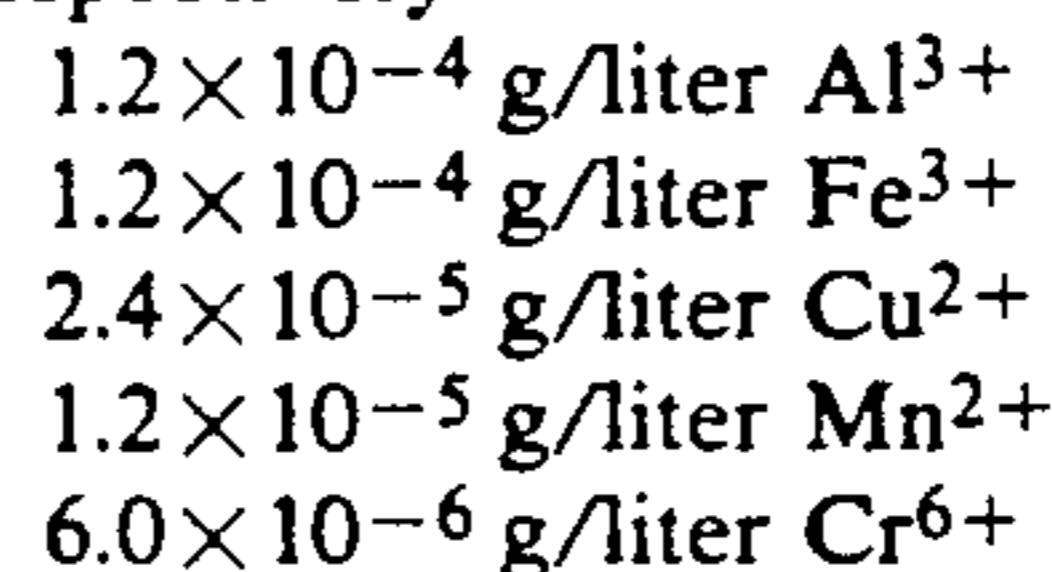 1.2×10⁻⁴ g/liter Al³⁺
1.2×10⁻⁴ g/liter Fe³⁺
2.4×10⁻⁵ g/liter Cu²⁺
1.2×10⁻⁵ g/liter Mn²⁺
6.0×10⁻⁶ g/liter Cr⁶⁺